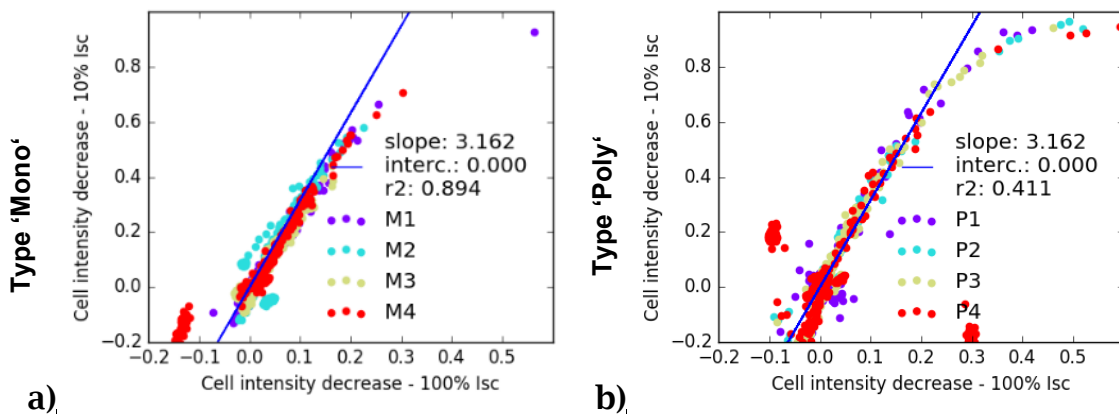 Type ‘Mono‘
Cell intensity decrease - 10% Isc
0.8
0.6
0.4
0.2
0.0
−0.2
−0.2
−0.1
0.0
0.1
0.2
0.3
0.4
0.5
Cell intensity decrease - 100% Isc
slope: 3.162
interc.: 0.000
r2: 0.894
M1
M2
M3
M4
a)
Type ‘Poly‘
Cell intensity decrease - 10% Isc
0.8
0.6
0.4
0.2
0.0
−0.2
−0.2
−0.1
0.0
0.1
0.2
0.3
0.4
0.5
Cell intensity decrease - 100% Isc
slope: 3.162
interc.: 0.000
r2: 0.411
P1
P2
P3
P4
b)